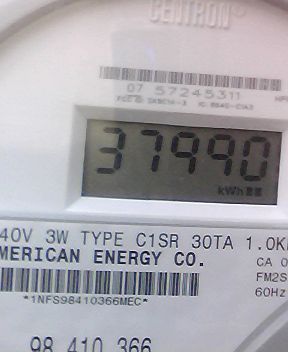 CENTRON®
07 57245311
37990
kWh
40V 3W TYPE C1SR 30TA 1.0K
MERICAN ENERGY CO.
CA 0
FM2S
*1NFS98410366MEC*
60Hz
98 410 366